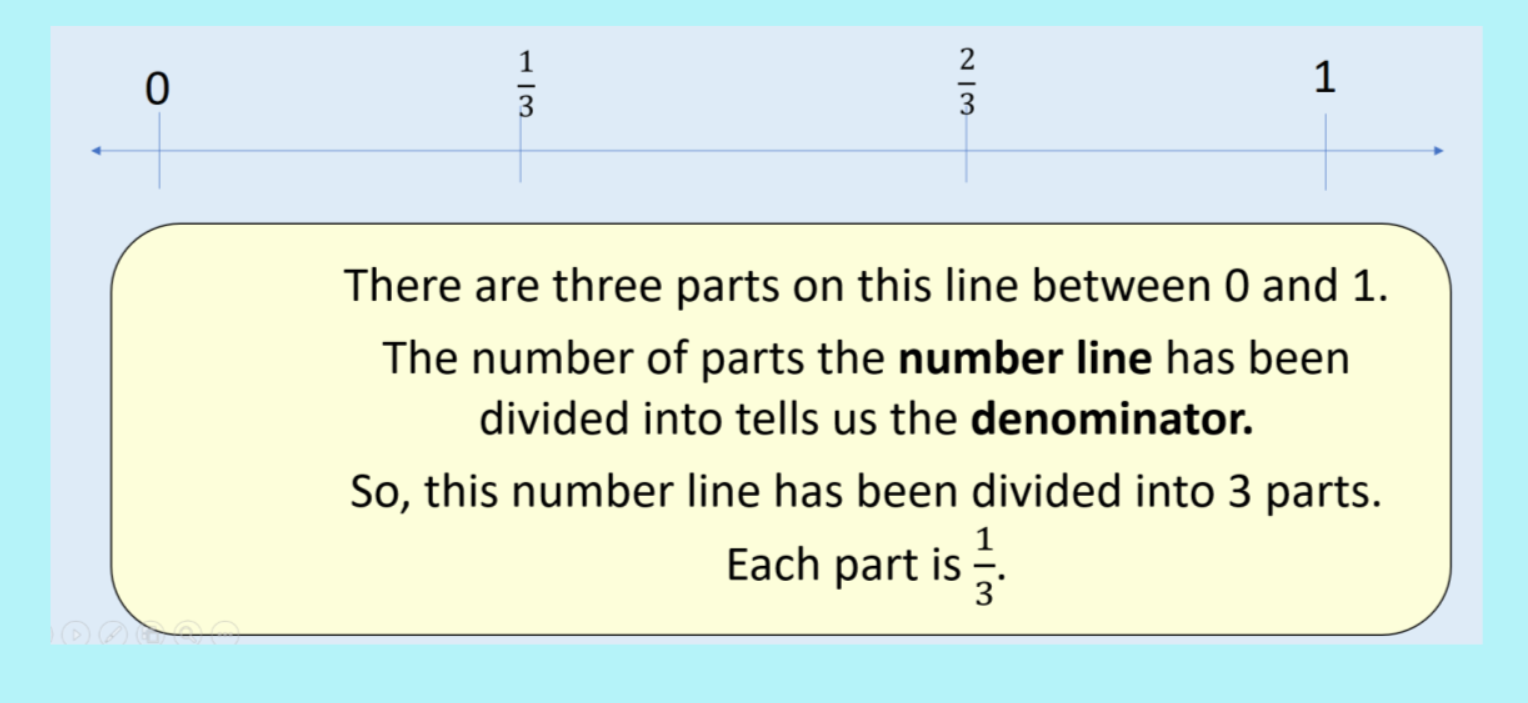 0 1/3 2/3 1
There are three parts on this line between 0 and 1.
The number of parts the number line has been
divided into tells us the denominator.
So, this number line has been divided into 3 parts.
Each part is 1/3.